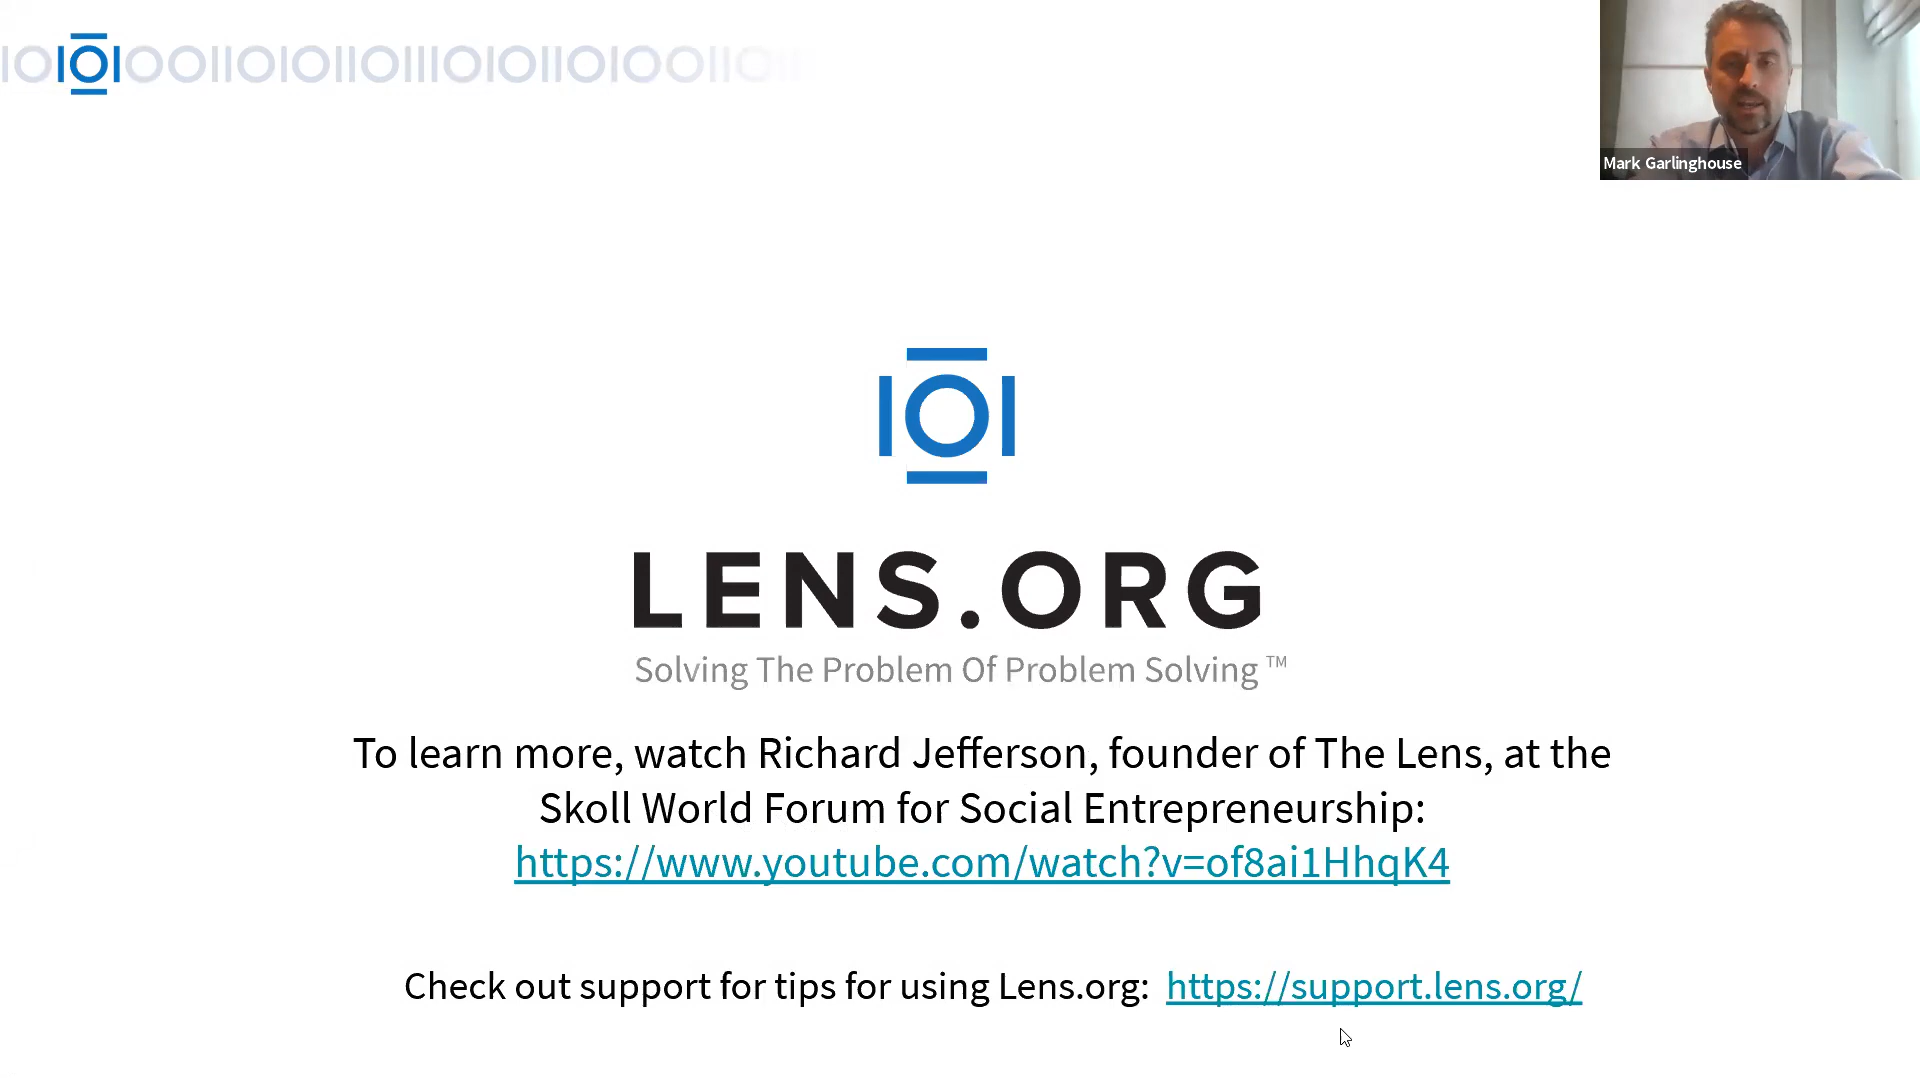 Mark Garlinghouse
LENS.ORG
Solving The Problem Of Problem Solving™
To learn more, watch Richard Jefferson, founder of The Lens, at the
Skoll World Forum for Social Entrepreneurship:
https://www.youtube.com/watch?v=of8ai1HhqK4
Check out support for tips for using Lens.org: https://support.lens.org/